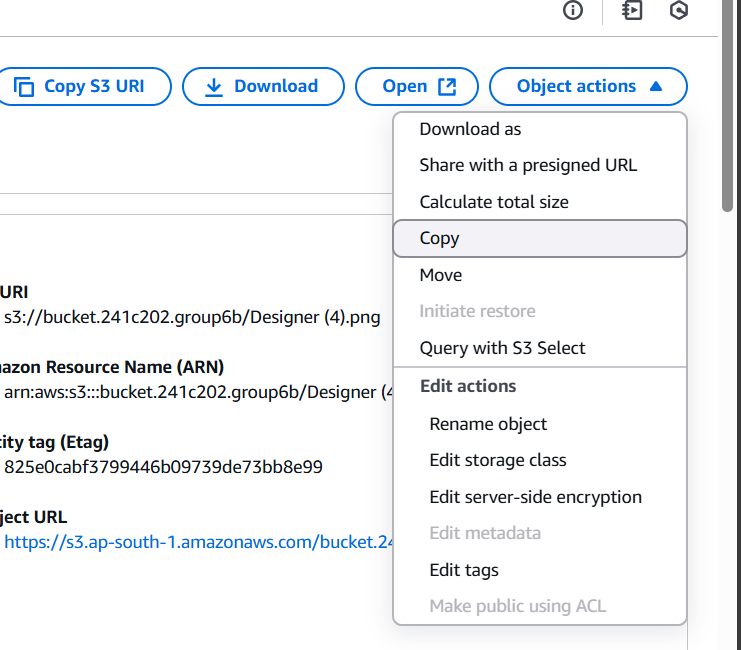 Copy S3 URI Download Open Object actions
Download as
Share with a presigned URL
Calculate total size
Copy
Move
Initiate restore
Query with S3 Select
Edit actions
Rename object
Edit storage class
Edit server-side encryption
Edit metadata
Edit tags
Make public using ACL
URI
s3://bucket.241c202.group6b/Designer (4).png
azon Resource Name (ARN)
arn:aws:s3:::bucket.241c202.group6b/Designer (4
ity tag (Etag)
825e0cabf3799446b09739de73bb8e99
ject URL
https://s3.ap-south-1.amazonaws.com/bucket.24